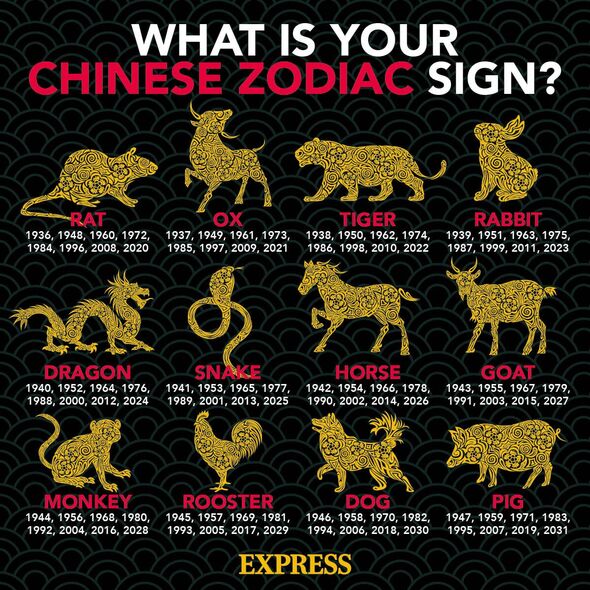 WHAT IS YOUR
CHINESE ZODIAC SIGN?
RAT
1936, 1948, 1960, 1972,
1984, 1996, 2008, 2020
OX
1937, 1949, 1961, 1973,
1985, 1997, 2009, 2021
TIGER
1938, 1950, 1962, 1974,
1986, 1998, 2010, 2022
RABBIT
1939, 1951, 1963, 1975,
1987, 1999, 2011, 2023
DRAGON
1940, 1952, 1964, 1976,
1988, 2000, 2012, 2024
SNAKE
1941, 1953, 1965, 1977,
1989, 2001, 2013, 2025
HORSE
1942, 1954, 1966, 1978,
1990, 2002, 2014, 2026
GOAT
1943, 1955, 1967, 1979,
1991, 2003, 2015, 2027
MONKEY
1944, 1956, 1968, 1980,
1992, 2004, 2016, 2028
ROOSTER
1945, 1957, 1969, 1981,
1993, 2005, 2017, 2029
DOG
1946, 1958, 1970, 1982,
1994, 2006, 2018, 2030
PIG
1947, 1959, 1971, 1983,
1995, 2007, 2019, 2031
EXPRESS